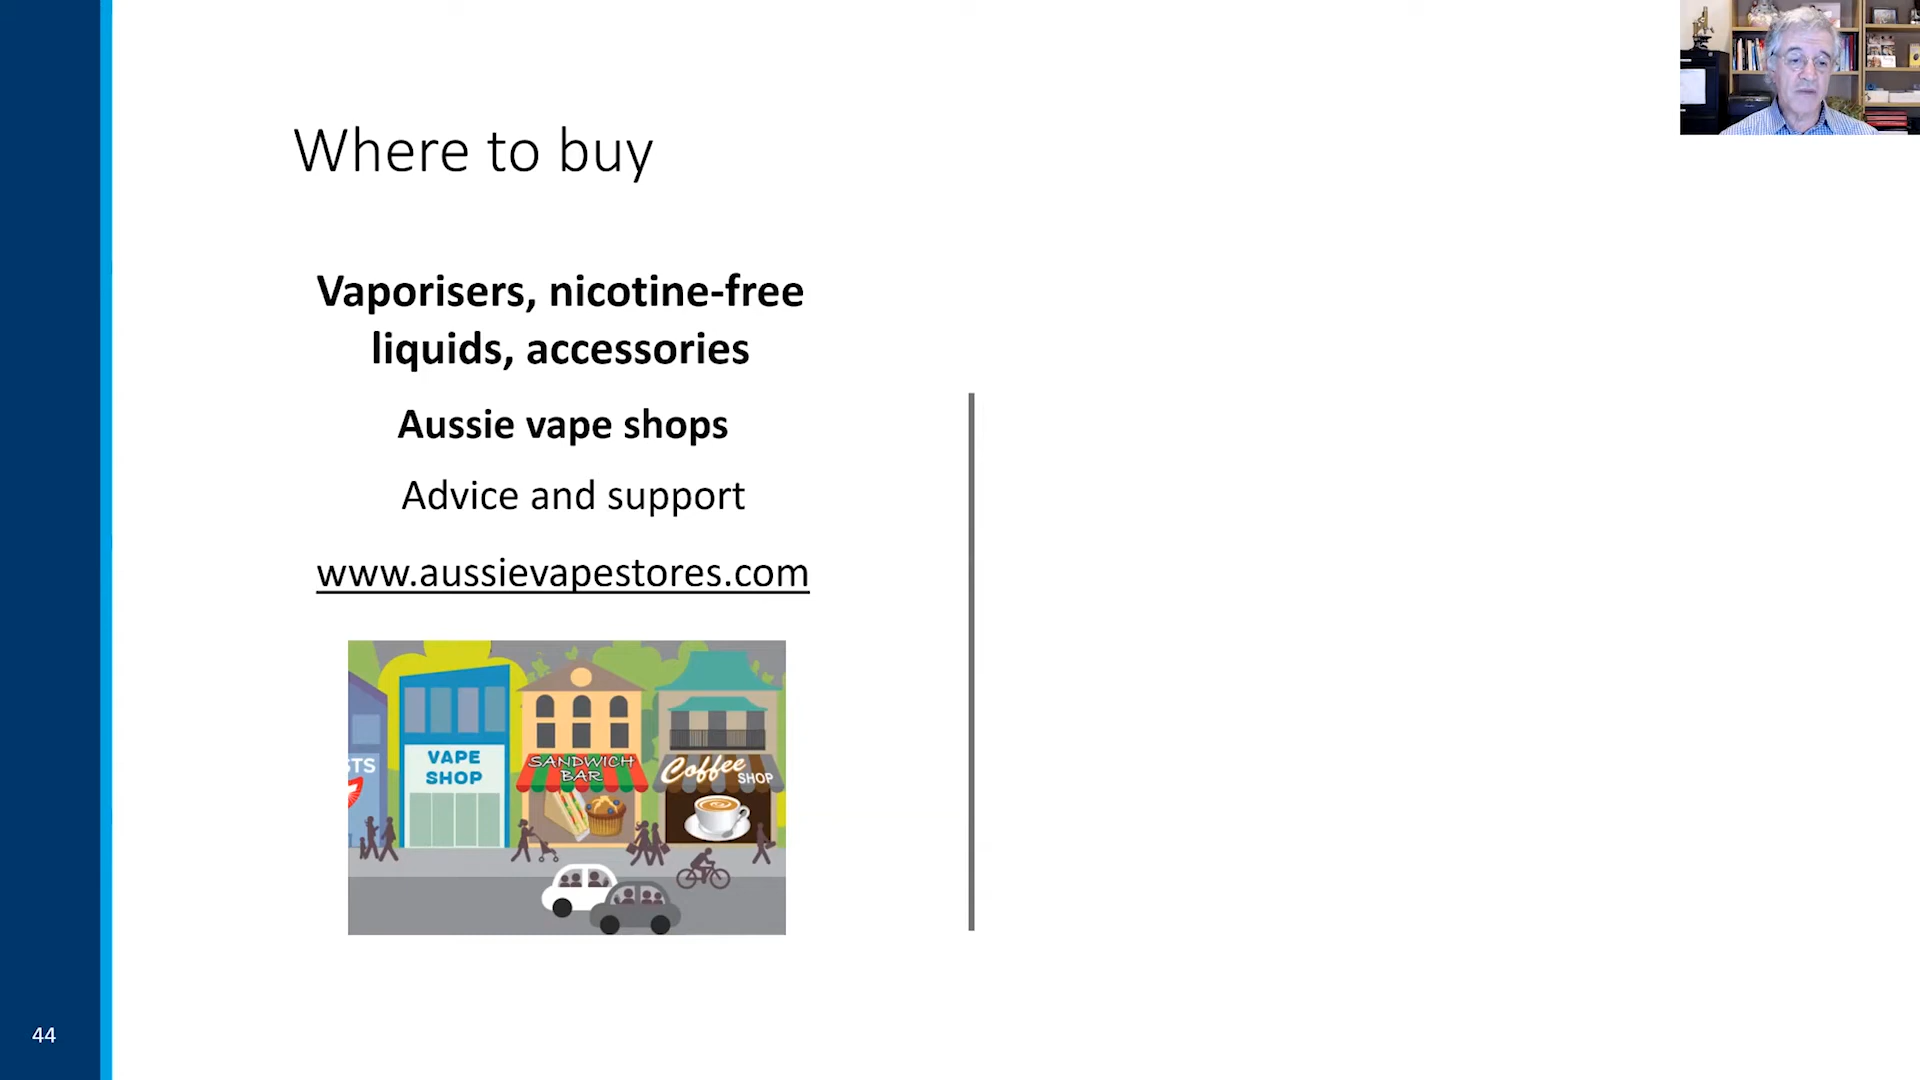 Where to buy
Vaporisers, nicotine-free
liquids, accessories
Aussie vape shops
Advice and support
www.aussievapestores.com
STS
VAPE
SHOP
SANDWICH
BAR
Coffee
SHOP
44